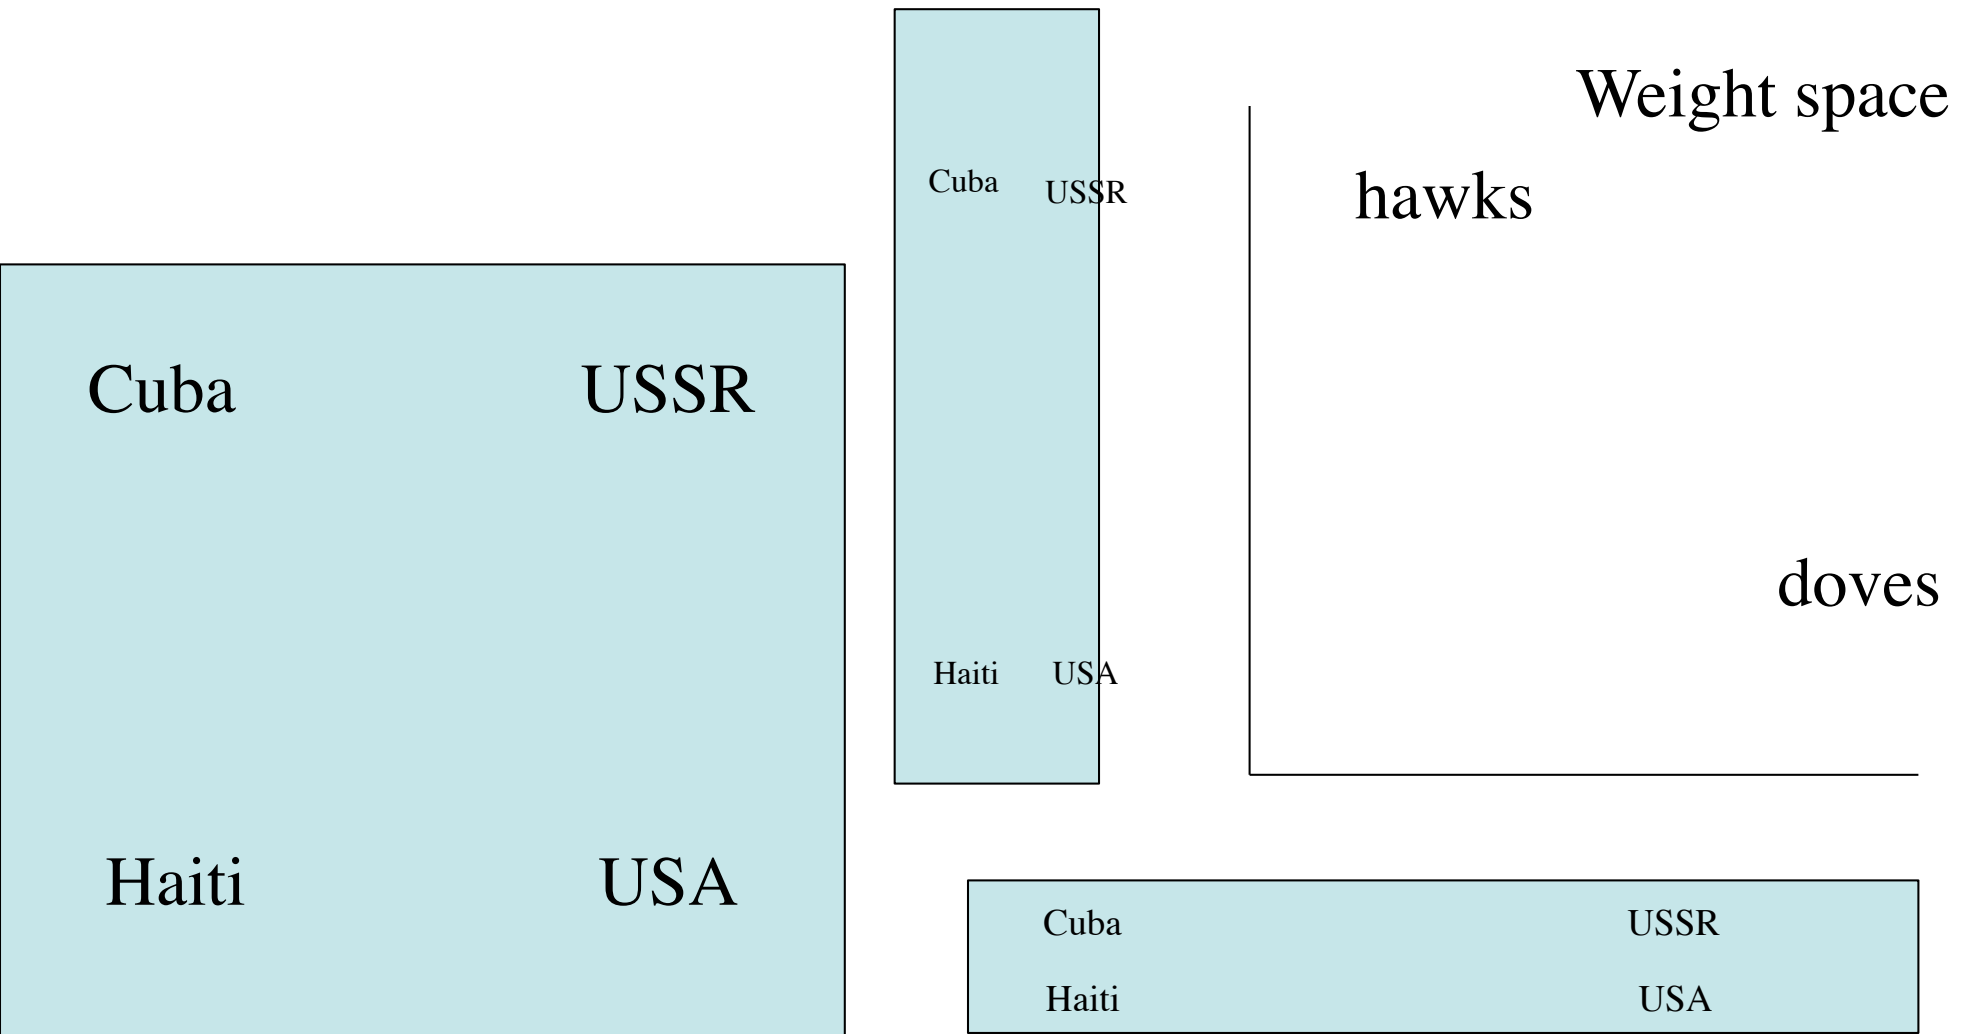 Weight space
hawks
doves
Cuba USSR
Haiti USA
Cuba USSR
Haiti USA
Cuba USSR
Haiti USA